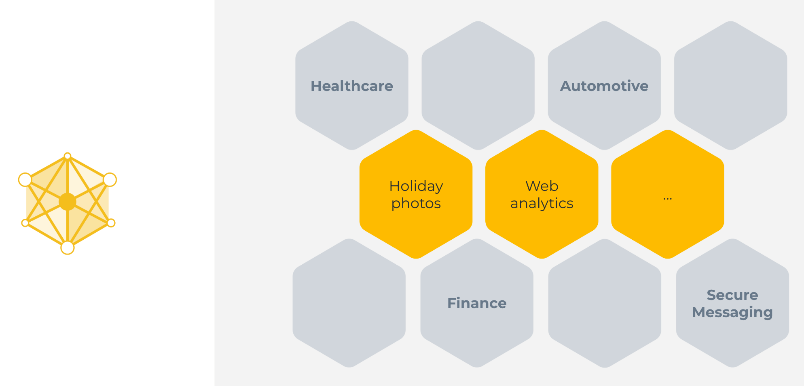 Healthcare
Automotive
Holiday
photos
Web
analytics
...
Finance
Secure
Messaging